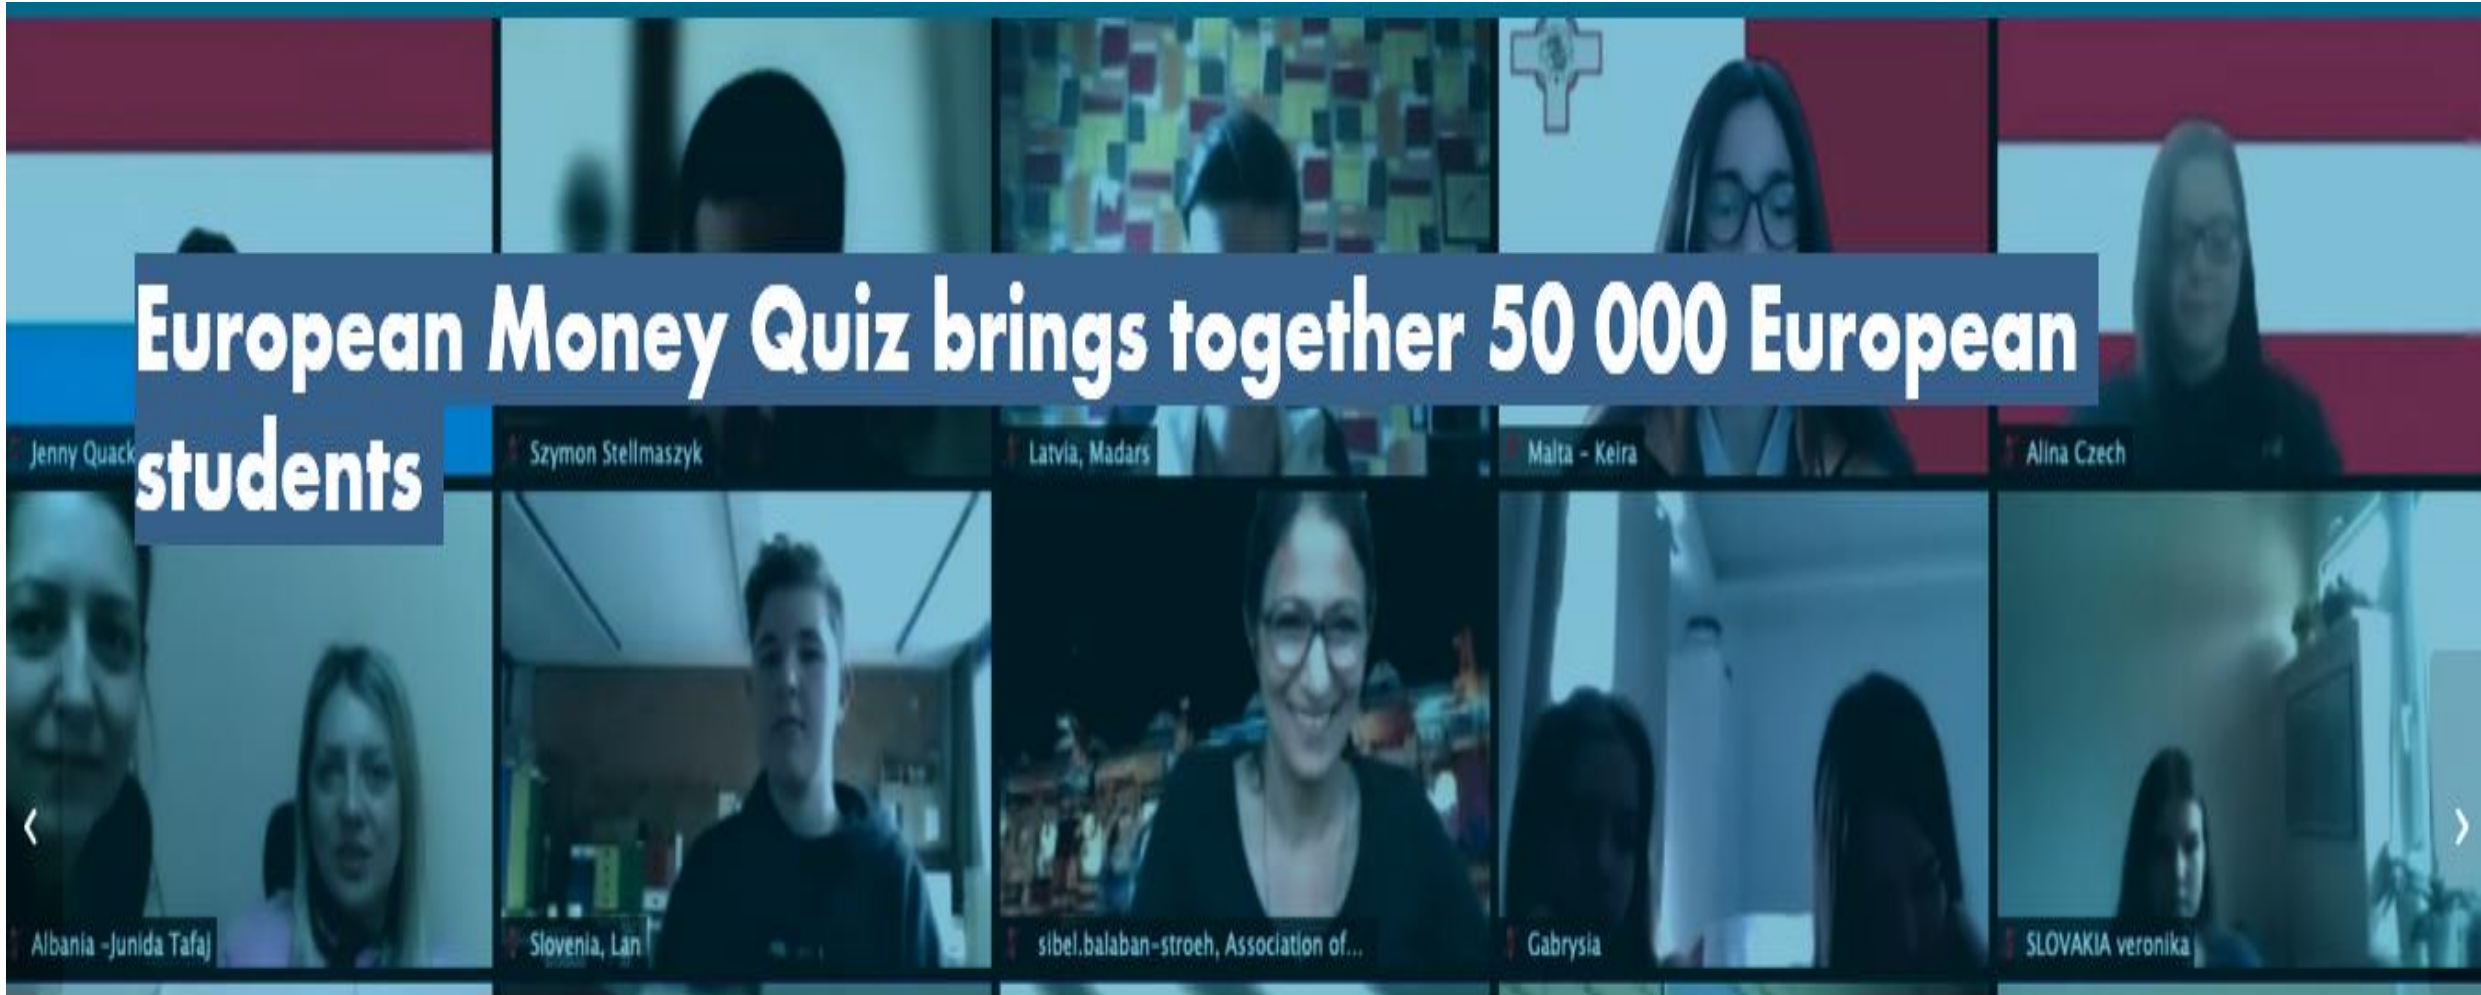 European Money Quiz brings together 50 000 European
students
Jenny Quack
Szymon Stellmaszyk
Latvia, Madars
Malta - Keira
Alina Czech
Albania -Junida Tafaj
Slovenia, Lan
sibel.balaban-stroeh, Association of...
Gabrysia
SLOVAKIA veronika